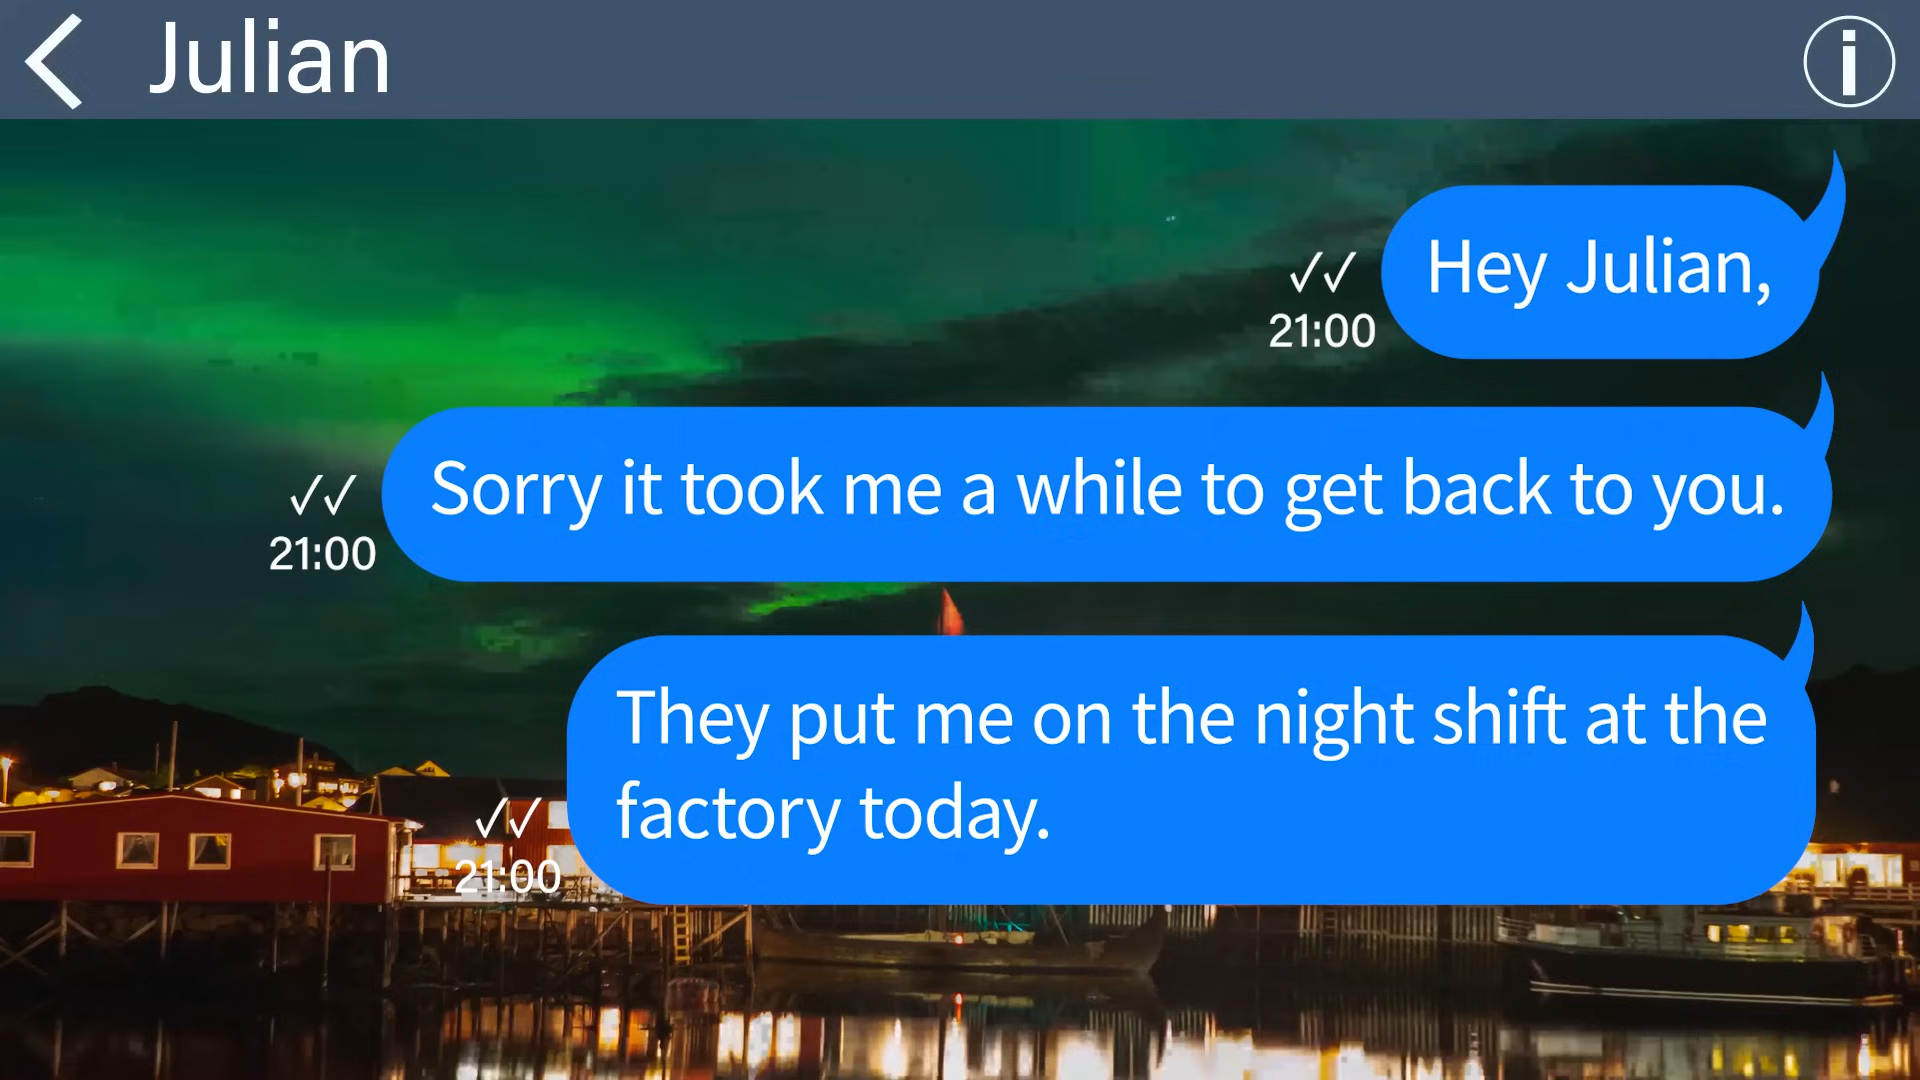 Julian
Hey Julian,
✓✓
21:00
Sorry it took me a while to get back to you.
✓✓
21:00
They put me on the night shift at the
factory today.
✓✓
21:00